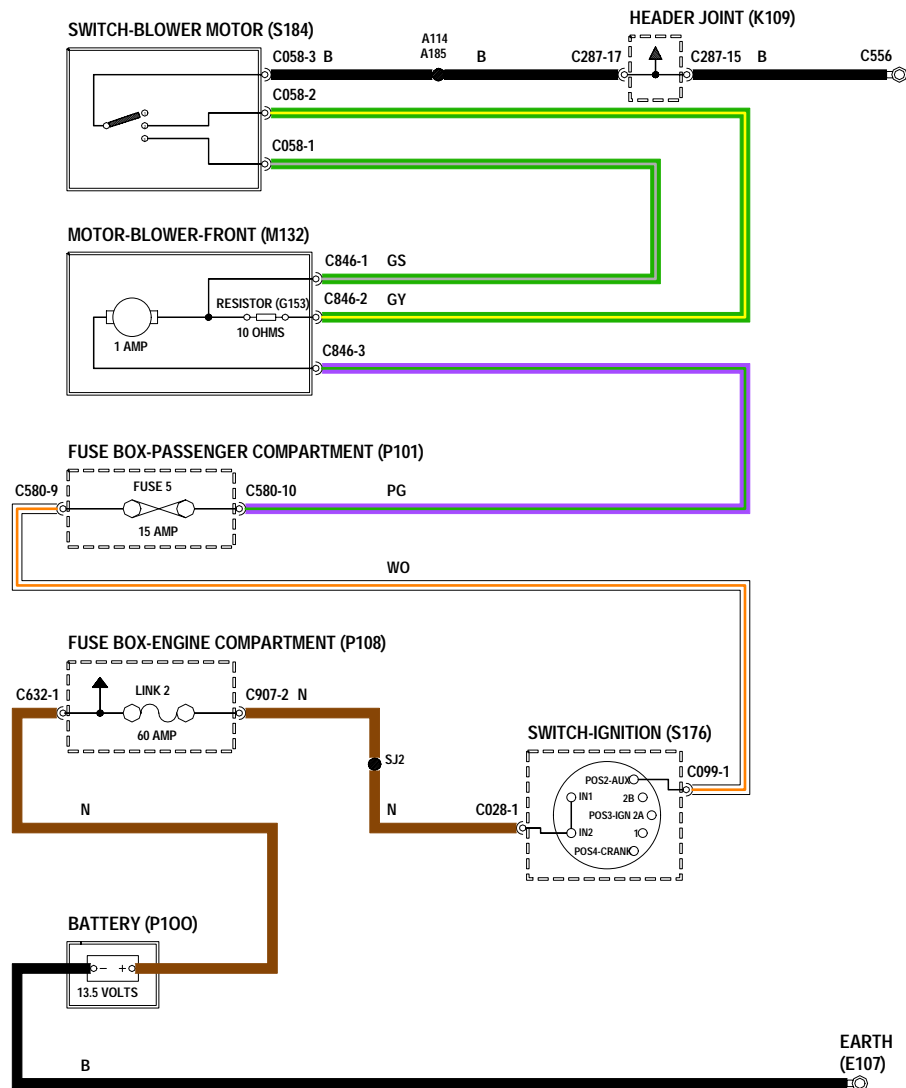 SWITCH-BLOWER MOTOR (S184)
HEADER JOINT (K109)
C058-3 B
A114
A185
B
C287-17
C287-15 B
C556
C058-2
C058-1
MOTOR-BLOWER-FRONT (M132)
C846-1 GS
RESISTOR (G153)
C846-2 GY
1 AMP
10 OHMS
C846-3
FUSE BOX-PASSENGER COMPARTMENT (P101)
C580-9
FUSE 5
C580-10
PG
15 AMP
WO
FUSE BOX-ENGINE COMPARTMENT (P108)
C632-1
LINK 2
C907-2 N
60 AMP
SWITCH-IGNITION (S176)
SJ2
C099-1
POS2-AUX
IN1
2B
N
N
C028-1
POS3-IGN 2A
IN2
1
POS4-CRANK
BATTERY (P1OO)
- +
13.5 VOLTS
EARTH
(E107)
B